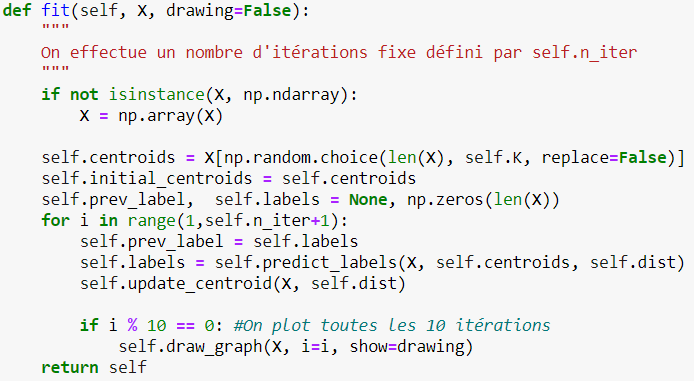 def fit(self, X, drawing=False):
    """
    On effectue un nombre d'itérations fixe défini par self.n_iter
    """
    if not isinstance(X, np.ndarray):
        X = np.array(X)

    self.centroids = X[np.random.choice(len(X), self.K, replace=False)]
    self.initial_centroids = self.centroids
    self.prev_label,  self.labels = None, np.zeros(len(X))
    for i in range(1,self.n_iter+1):
        self.prev_label = self.labels
        self.labels = self.predict_labels(X, self.centroids, self.dist)
        self.update_centroid(X, self.dist)

        if i % 10 == 0: #On plot toutes les 10 itérations
            self.draw_graph(X, i=i, show=drawing)
    return self